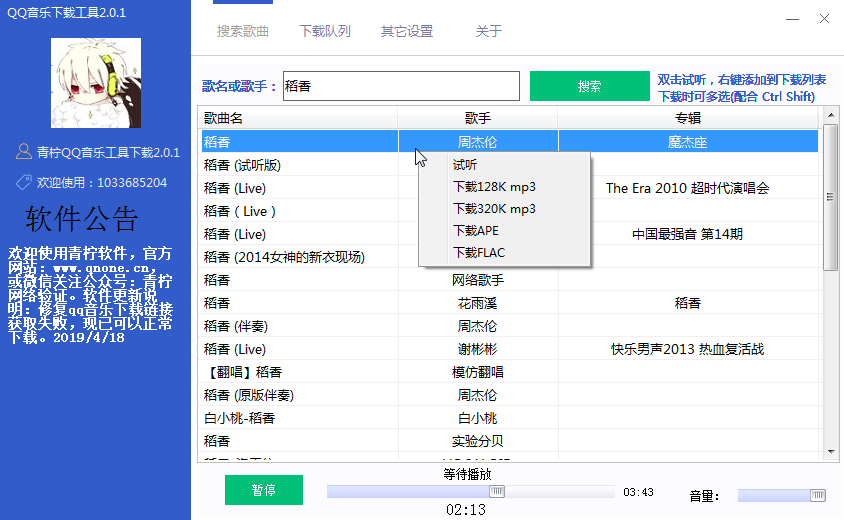 QQ音乐下载工具2.0.1
青柠QQ音乐工具下载2.0.1
欢迎使用：1033685204
软件公告
欢迎使用青柠软件，官方
网站：www.qnone.cn，
或微信关注公众号：青柠
网络验证。软件更新说
明：修复qq音乐下载链接
获取失败，现已可以正常
下载。2019/4/18
搜索歌曲 下载队列 其它设置 关于
歌名或歌手： 稻香 搜索
双击试听，右键添加到下载列表
下载时可多选(配合 Ctrl Shift)
歌曲名 歌手 专辑
稻香 周杰伦 魔杰座
稻香 (试听版)
稻香 (Live) The Era 2010 超时代演唱会
稻香 ( Live )
稻香 (Live) 中国最强音 第14期
稻香 (2014女神的新衣现场)
试听
下载128K mp3
下载320K mp3
下载APE
下载FLAC
稻香 网络歌手
稻香 花雨溪 稻香
稻香 (伴奏) 周杰伦
稻香 (Live) 谢彬彬 快乐男声2013 热血复活战
【翻唱】稻香 模仿翻唱
稻香 (原版伴奏) 周杰伦
白小桃-稻香 白小桃
稻香 实验分贝
等待播放
暂停 03:43 音量：
02:13